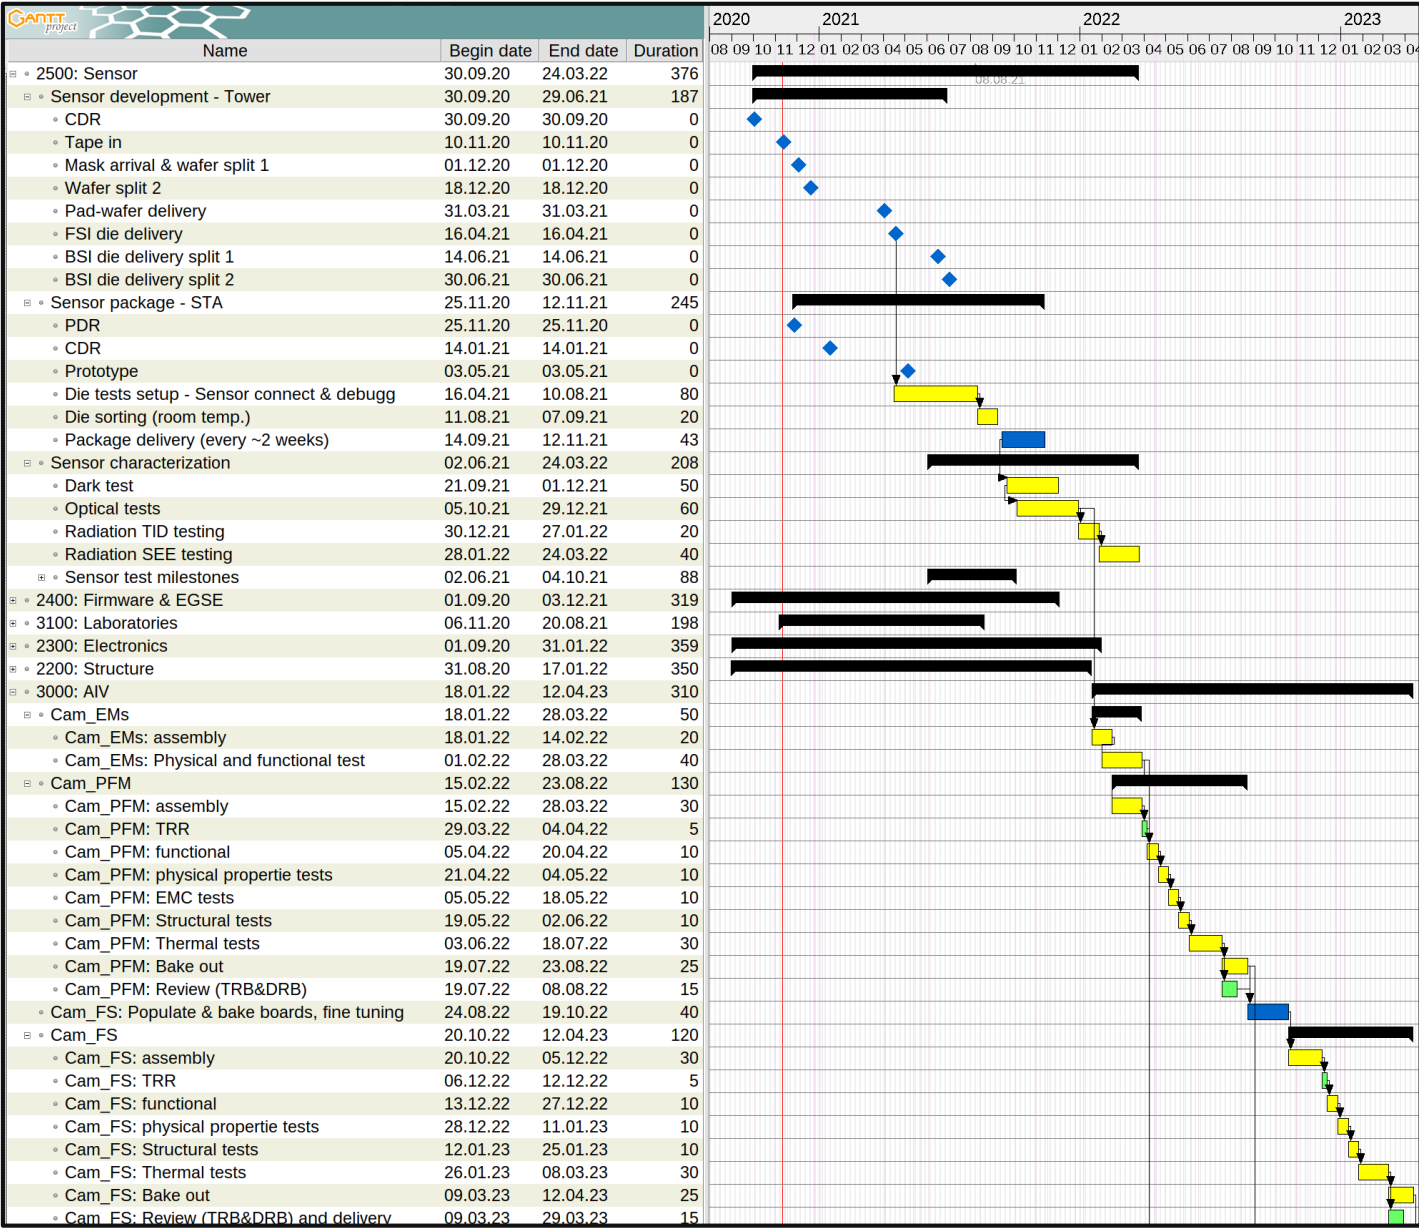 GANTT project
2020 2021 2022 2023
Name Begin date End date Duration 08 09 10 11 12 01 02 03 04 05 06 07 08 09 10 11 12 01 02 03 04 05 06 07 08 09 10 11 12 01 02 03 04
2500: Sensor 30.09.20 24.03.22 376
08.08.21
Sensor development - Tower 30.09.20 29.06.21 187
CDR 30.09.20 30.09.20 0
Tape in 10.11.20 10.11.20 0
Mask arrival & wafer split 1 01.12.20 01.12.20 0
Wafer split 2 18.12.20 18.12.20 0
Pad-wafer delivery 31.03.21 31.03.21 0
FSI die delivery 16.04.21 16.04.21 0
BSI die delivery split 1 14.06.21 14.06.21 0
BSI die delivery split 2 30.06.21 30.06.21 0
Sensor package - STA 25.11.20 12.11.21 245
PDR 25.11.20 25.11.20 0
CDR 14.01.21 14.01.21 0
Prototype 03.05.21 03.05.21 0
Die tests setup - Sensor connect & debugg 16.04.21 10.08.21 80
Die sorting (room temp.) 11.08.21 07.09.21 20
Package delivery (every ~2 weeks) 14.09.21 12.11.21 43
Sensor characterization 02.06.21 24.03.22 208
Dark test 21.09.21 01.12.21 50
Optical tests 05.10.21 29.12.21 60
Radiation TID testing 30.12.21 27.01.22 20
Radiation SEE testing 28.01.22 24.03.22 40
Sensor test milestones 02.06.21 04.10.21 88
2400: Firmware & EGSE 01.09.20 03.12.21 319
3100: Laboratories 06.11.20 20.08.21 198
2300: Electronics 01.09.20 31.01.22 359
2200: Structure 31.08.20 17.01.22 350
3000: AIV 18.01.22 12.04.23 310
Cam_EMs 18.01.22 28.03.22 50
Cam_EMs: assembly 18.01.22 14.02.22 20
Cam_EMs: Physical and functional test 01.02.22 28.03.22 40
Cam_PFM 15.02.22 23.08.22 130
Cam_PFM: assembly 15.02.22 28.03.22 30
Cam_PFM: TRR 29.03.22 04.04.22 5
Cam_PFM: functional 05.04.22 20.04.22 10
Cam_PFM: physical propertie tests 21.04.22 04.05.22 10
Cam_PFM: EMC tests 05.05.22 18.05.22 10
Cam_PFM: Structural tests 19.05.22 02.06.22 10
Cam_PFM: Thermal tests 03.06.22 18.07.22 30
Cam_PFM: Bake out 19.07.22 23.08.22 25
Cam_PFM: Review (TRB&DRB) 19.07.22 08.08.22 15
Cam_FS: Populate & bake boards, fine tuning 24.08.22 19.10.22 40
Cam_FS 20.10.22 12.04.23 120
Cam_FS: assembly 20.10.22 05.12.22 30
Cam_FS: TRR 06.12.22 12.12.22 5
Cam_FS: functional 13.12.22 27.12.22 10
Cam_FS: physical propertie tests 28.12.22 11.01.23 10
Cam_FS: Structural tests 12.01.23 25.01.23 10
Cam_FS: Thermal tests 26.01.23 08.03.23 30
Cam_FS: Bake out 09.03.23 12.04.23 25
Cam_FS: Review (TRB&DRB) and delivery 09.03.23 29.03.23 15